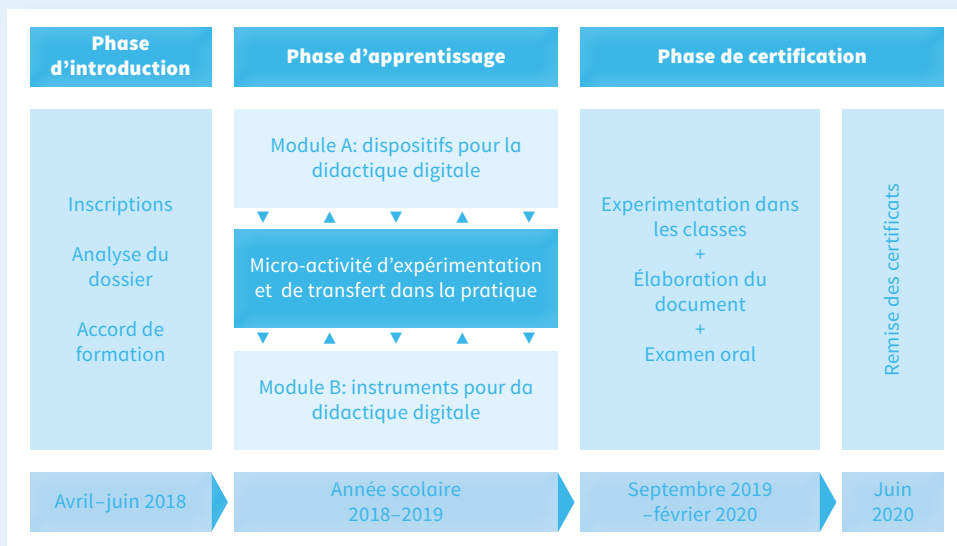 Phase
d’introduction
Phase d’apprentissage
Phase de certification
Inscriptions
Analyse du
dossier
Accord de
formation
Module A: dispositifs pour la
didactique digitale
Micro-activité d’expérimentation
et de transfert dans la pratique
Module B: instruments pour da
didactique digitale
Experimentation dans
les classes
+
Élaboration du
document
+
Examen oral
Remise des certificats
Avril–juin 2018
Année scolaire
2018–2019
Septembre 2019
–février 2020
Juin
2020